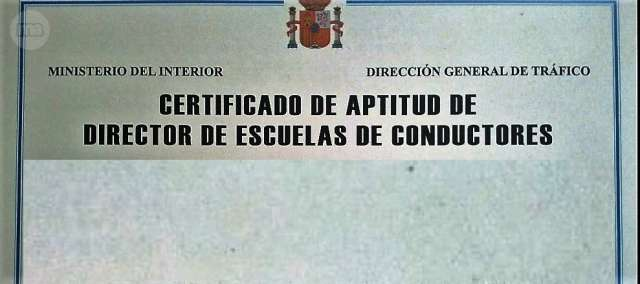 MINISTERIO DEL INTERIOR
DIRECCIÓN GENERAL DE TRÁFICO
CERTIFICADO DE APTITUD DE
DIRECTOR DE ESCUELAS DE CONDUCTORES